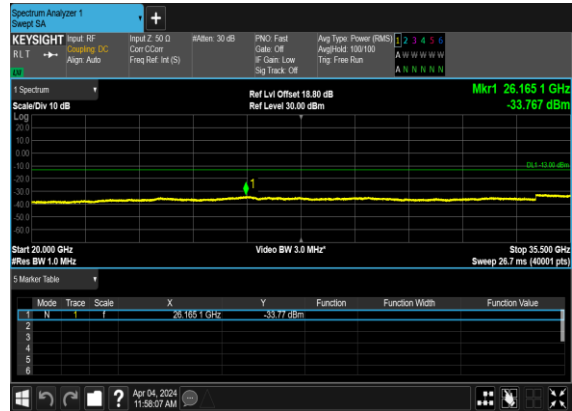 Spectrum Analyzer 1
Swept SA
KEYSIGHT Input: RF Input Z: 50 Ω #Atten: 30 dB PNO: Fast Avg Type: Power (RMS) 1 2 3 4 5 6
RLT Coupling: DC Corr CCorr Gate: Off Avg|Hold: 100/100 A W W W W W
Align: Auto Freq Ref: Int (S) IF Gain: Low Trig: Free Run
Sig Track: Off A N N N N N
1 Spectrum Ref Lvl Offset 18.80 dB Mkr1 26.165 1 GHz
Scale/Div 10 dB Ref Level 30.00 dBm -33.767 dBm
Log
20.0
10.0
0.00
-10.0 DL1 -13.00 dBm
-20.0
-30.0 1
-40.0
-50.0
-60.0
Start 20.000 GHz Video BW 3.0 MHz* Stop 35.500 GHz
#Res BW 1.0 MHz Sweep 26.7 ms (40001 pts)
5 Marker Table
Mode Trace Scale X Y Function Function Width Function Value
1 N 1 f 26.165 1 GHz -33.77 dBm
2
3
4
5
6
? Apr 04, 2024
11:58:07 AM